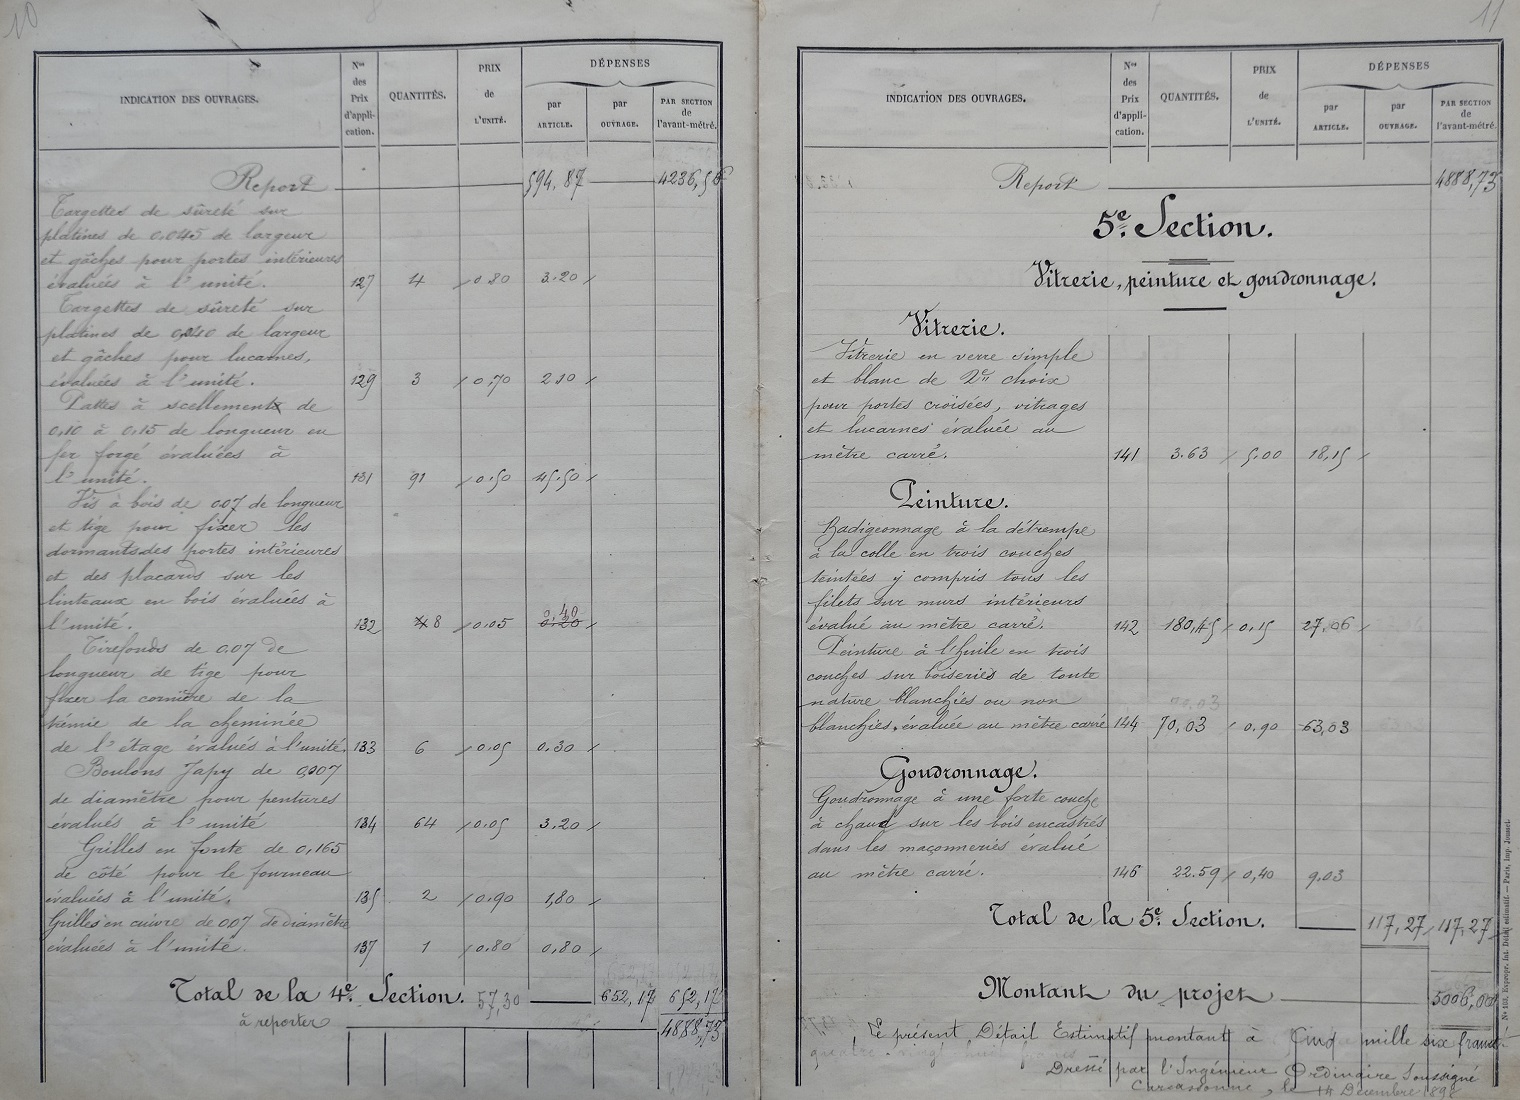 10
INDICATION DES OUVRAGES.
Nos des Prix d'appli-cation.
QUANTITÉS.
PRIX de L'UNITÉ.
DÉPENSES
par ARTICLE.
par OUVRAGE.
PAR SECTION de l'avant-métré.
Report 594,87 4236,56
Targettes de sûreté sur
platines de 0,045 de largeur
et gâches pour portes intérieures
évaluées à l'unité. 127 4 0.80 3.20
Targettes de sûreté sur
platines de 0,040 de largeur
et gâches pour lucarnes,
évaluées à l'unité. 129 3 0,70 2.10
Pattes à scellement de
0,10 à 0,15 de longueur en
fer forgé évaluées à
l'unité. 131 91 0.50 45.50
Vis à bois de 0,07 de longueur
et tige pour fixer les
dormants des portes intérieures
et des placards sur les
linteaux en bois évaluées à
0.40
l'unité. 132 4 8 0.05 0.20
Tirefonds de 0,07 de
longueur de tige pour
fixer la cornière de la
trémie de la cheminée
de l'étage évalués à l'unité. 133 6 0.05 0.30
Boulons Japy de 0,007
de diamètre pour pentures
évalués à l'unité 134 64 0.05 3.20
Grilles en fonte de 0,165
de côté pour le fourneau
évaluées à l'unité. 135 2 0.90 1,80
Grilles en cuivre de 0,07 de diamètre
évaluées à l'unité. 137 1 0.80 0.80
Total de la 4e. Section. 57,30 652,17 652,17
à reporter 4888,73
11
INDICATION DES OUVRAGES.
Nos des Prix d'appli-cation.
QUANTITÉS.
PRIX de L'UNITÉ.
DÉPENSES
par ARTICLE.
par OUVRAGE.
PAR SECTION de l'avant-métré.
Report 4888,73
5e. Section.
Vitrerie, peinture et goudronnage.
Vitrerie.
Vitrerie en verre simple
et blanc de 2e choix
pour portes croisées, vitrages
et lucarnes évaluée au
mètre carré. 141 3.63 5.00 18,15
Peinture.
Badigeonnage à la détrempe
à la colle en trois couches
teintées y compris tous les
filets sur murs intérieurs
évalué au mètre carré. 142 180,45 0,15 27.06
Peinture à l'huile en trois
couches sur boiseries de toute
nature blanchies ou non
blanchies, évaluée au mètre carré 144 70,03 0,90 63,03
Goudronnage.
Goudronnage à une forte couche
à chaud sur les bois encastrés
dans les maçonneries évalué
au mètre carré. 146 22.59 0,40 9.03
Total de la 5e. Section. 117,27 117,27
Montant du projet 5006,00
Le présent Détail Estimatif montant à Cinq mille six francs.
Dressé par l'Ingénieur Ordinaire Soussigné
Carcassonne, le 14 Décembre 1898